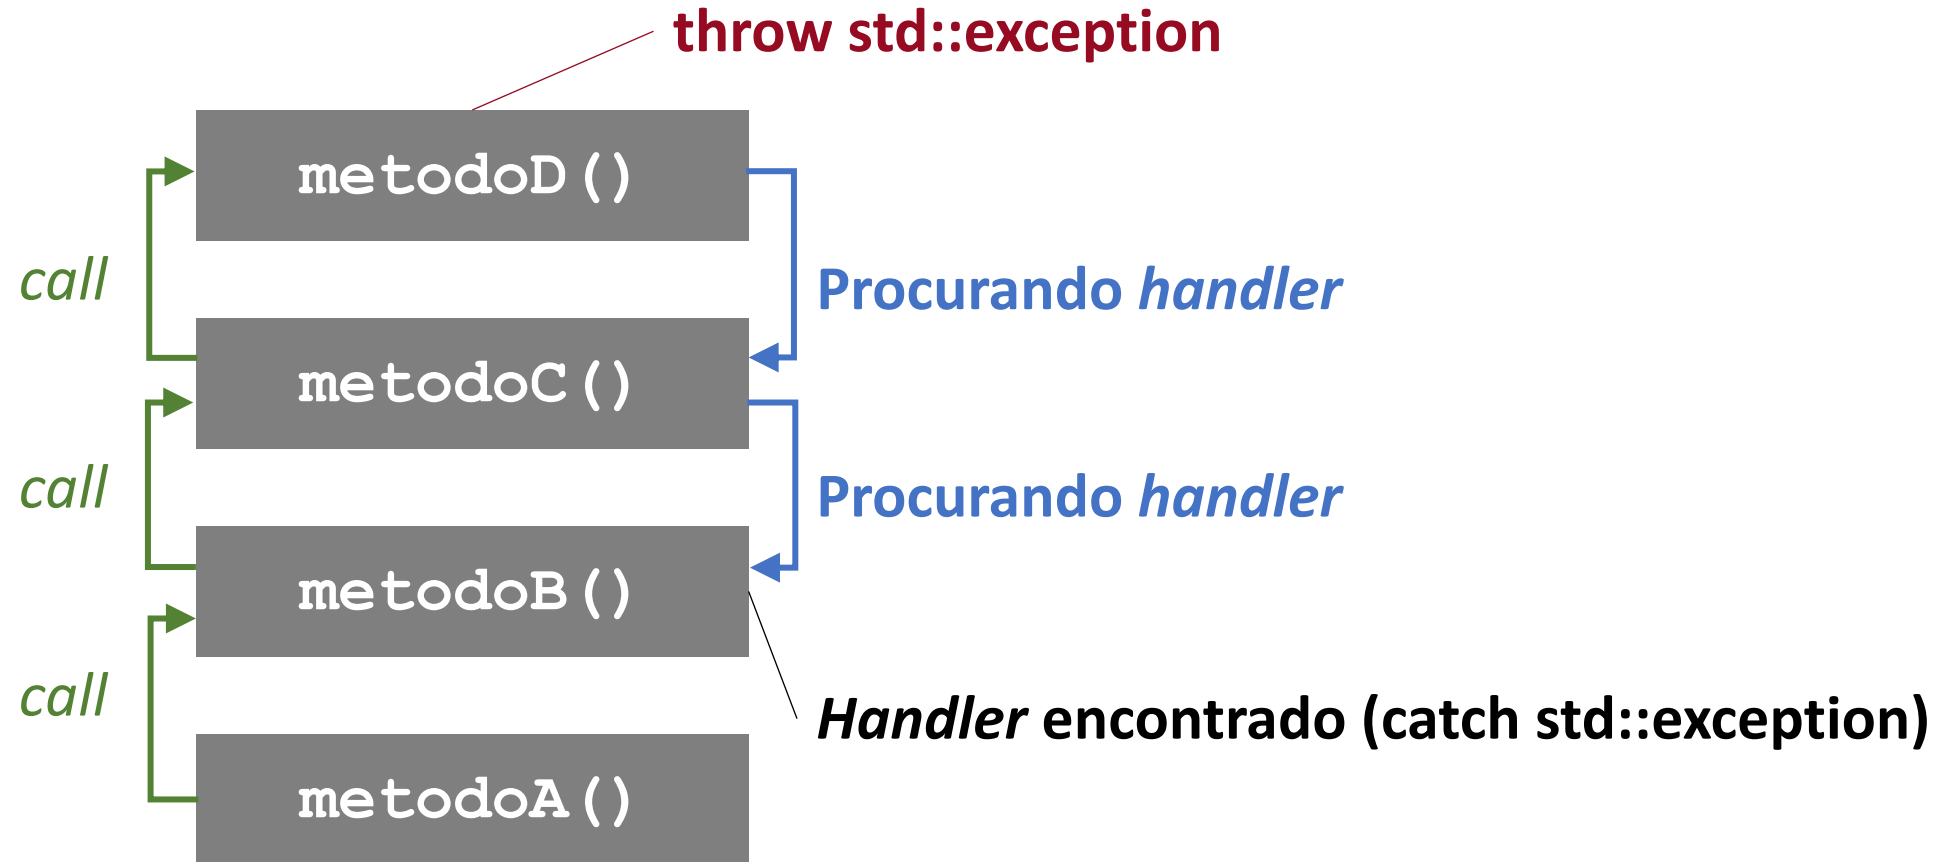 throw std::exception
metodoD()
call
Procurando handler
metodoC()
call
Procurando handler
metodoB()
call
Handler encontrado (catch std::exception)
metodoA()